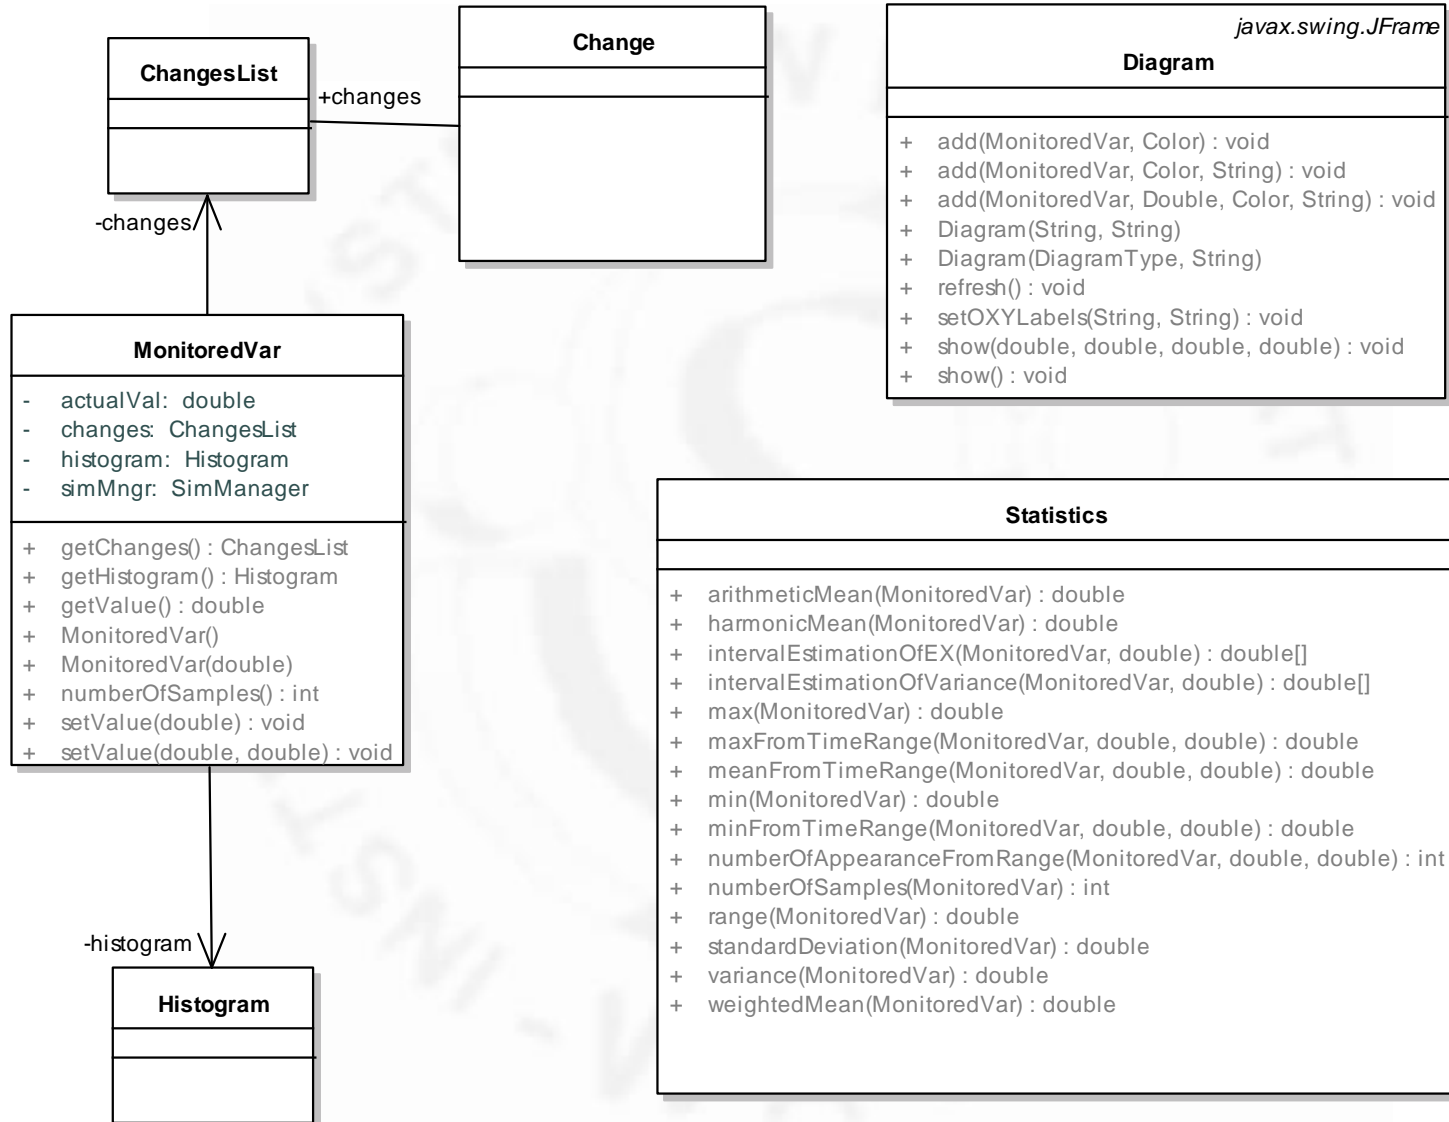 ChangesList
+changes
Change
-changes
MonitoredVar
- actualVal: double
- changes: ChangesList
- histogram: Histogram
- simMngr: SimManager
+ getChanges() : ChangesList
+ getHistogram() : Histogram
+ getValue() : double
+ MonitoredVar()
+ MonitoredVar(double)
+ numberOfSamples() : int
+ setValue(double) : void
+ setValue(double, double) : void
-histogram
Histogram
javax.swing.JFrame
Diagram
+ add(MonitoredVar, Color) : void
+ add(MonitoredVar, Color, String) : void
+ add(MonitoredVar, Double, Color, String) : void
+ Diagram(String, String)
+ Diagram(DiagramType, String)
+ refresh() : void
+ setOXYLabels(String, String) : void
+ show(double, double, double, double) : void
+ show() : void
Statistics
+ arithmeticMean(MonitoredVar) : double
+ harmonicMean(MonitoredVar) : double
+ intervalEstimationOfEX(MonitoredVar, double) : double[]
+ intervalEstimationOfVariance(MonitoredVar, double) : double[]
+ max(MonitoredVar) : double
+ maxFromTimeRange(MonitoredVar, double, double) : double
+ meanFromTimeRange(MonitoredVar, double, double) : double
+ min(MonitoredVar) : double
+ minFromTimeRange(MonitoredVar, double, double) : double
+ numberOfAppearanceFromRange(MonitoredVar, double, double) : int
+ numberOfSamples(MonitoredVar) : int
+ range(MonitoredVar) : double
+ standardDeviation(MonitoredVar) : double
+ variance(MonitoredVar) : double
+ weightedMean(MonitoredVar) : double